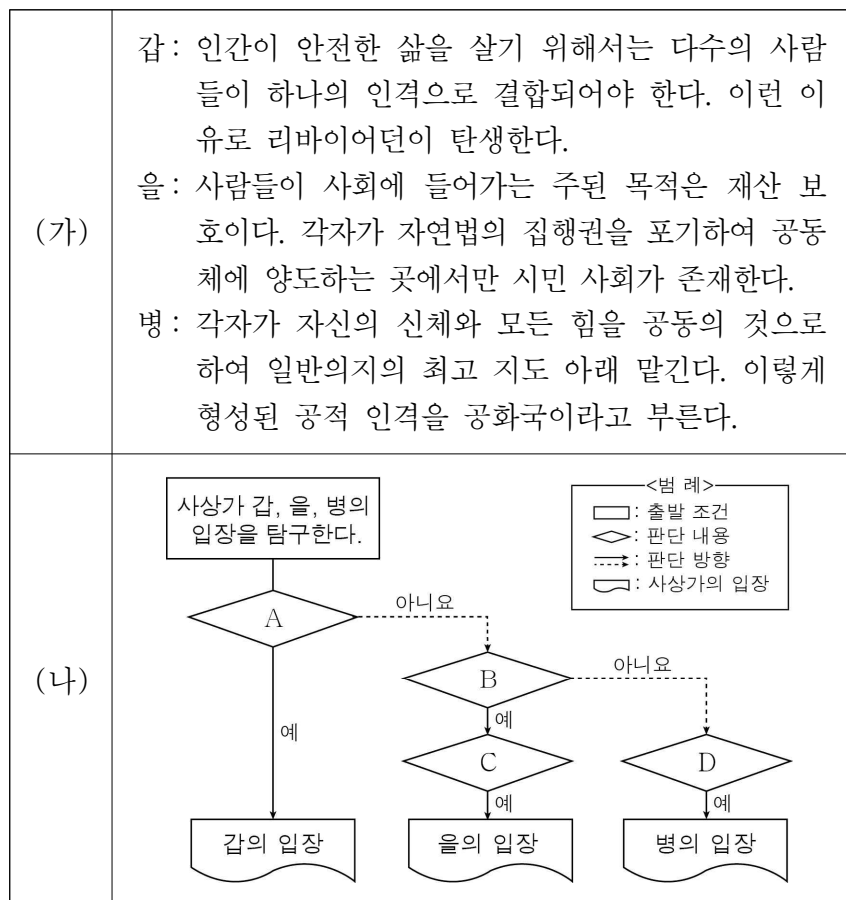 (가)
갑: 인간이 안전한 삶을 살기 위해서는 다수의 사람
들이 하나의 인격으로 결합되어야 한다. 이런 이
유로 리바이어던이 탄생한다.
을: 사람들이 사회에 들어가는 주된 목적은 재산 보
호이다. 각자가 자연법의 집행권을 포기하여 공동
체에 양도하는 곳에서만 시민 사회가 존재한다.
병: 각자가 자신의 신체와 모든 힘을 공동의 것으로
하여 일반의지의 최고 지도 아래 맡긴다. 이렇게
형성된 공적 인격을 공화국이라고 부른다.
(나)
사상가 갑, 을, 병의
입장을 탐구한다.
<범 례>
: 출발 조건
: 판단 내용
: 판단 방향
: 사상가의 입장
A
아니요
B
아니요
예
예
C
D
예
예
갑의 입장
을의 입장
병의 입장